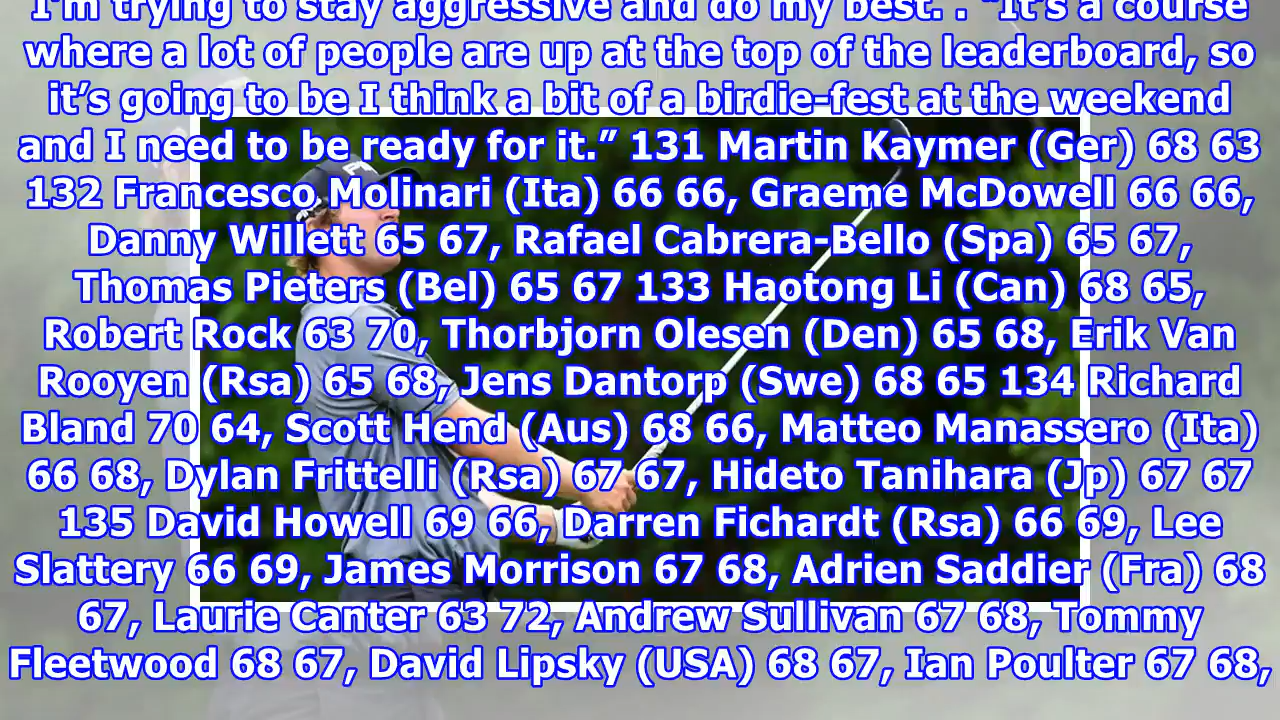 I'm trying to stay aggressive and do my best. . “It’s a course
where a lot of people are up at the top of the leaderboard, so
it’s going to be I think a bit of a birdie-fest at the weekend
and I need to be ready for it.” 131 Martin Kaymer (Ger) 68 63
132 Francesco Molinari (Ita) 66 66, Graeme McDowell 66 66,
Danny Willett 65 67, Rafael Cabrera-Bello (Spa) 65 67,
Thomas Pieters (Bel) 65 67 133 Haotong Li (Can) 68 65,
Robert Rock 63 70, Thorbjorn Olesen (Den) 65 68, Erik Van
Rooyen (Rsa) 65 68, Jens Dantorp (Swe) 68 65 134 Richard
Bland 70 64, Scott Hend (Aus) 68 66, Matteo Manassero (Ita)
66 68, Dylan Frittelli (Rsa) 67 67, Hideto Tanihara (Jp) 67 67
135 David Howell 69 66, Darren Fichardt (Rsa) 66 69, Lee
Slattery 66 69, James Morrison 67 68, Adrien Saddier (Fra) 68
67, Laurie Canter 63 72, Andrew Sullivan 67 68, Tommy
Fleetwood 68 67, David Lipsky (USA) 68 67, Ian Poulter 67 68,